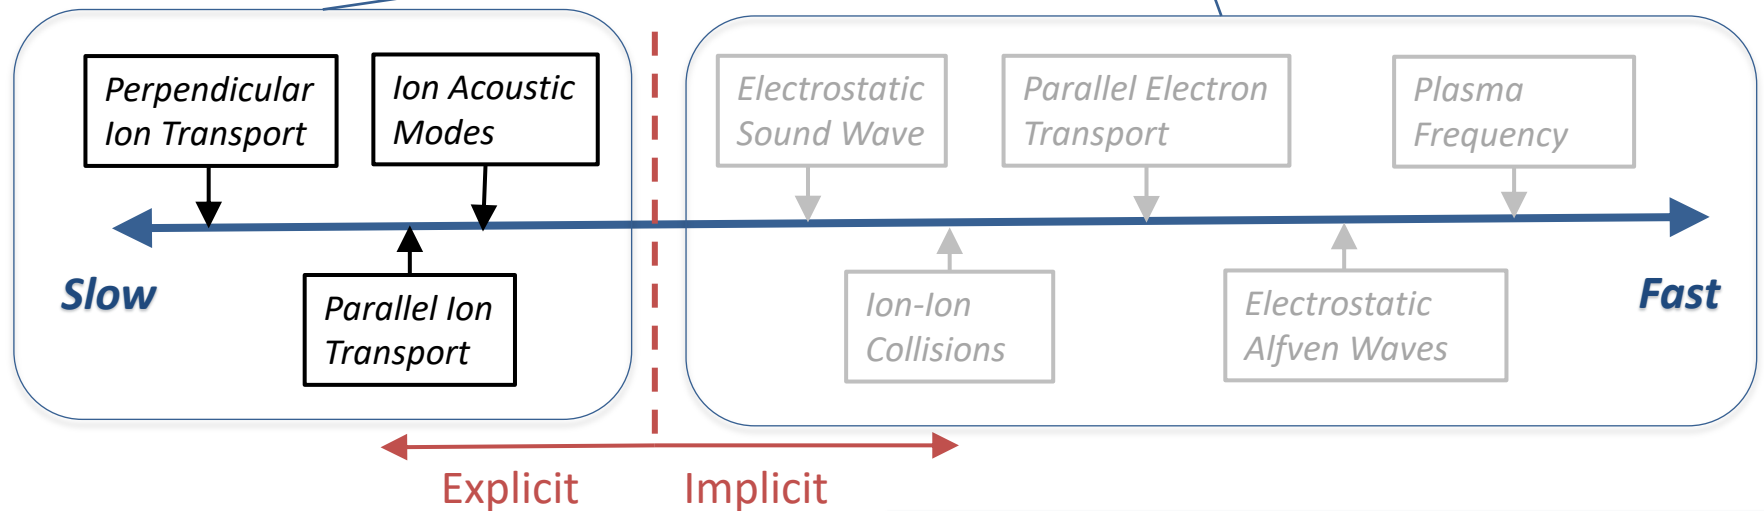 Perpendicular
Ion Transport
Ion Acoustic
Modes
Electrostatic
Sound Wave
Parallel Electron
Transport
Plasma
Frequency
Slow
Parallel Ion
Transport
Ion-Ion
Collisions
Electrostatic
Alfven Waves
Fast
Explicit
Implicit